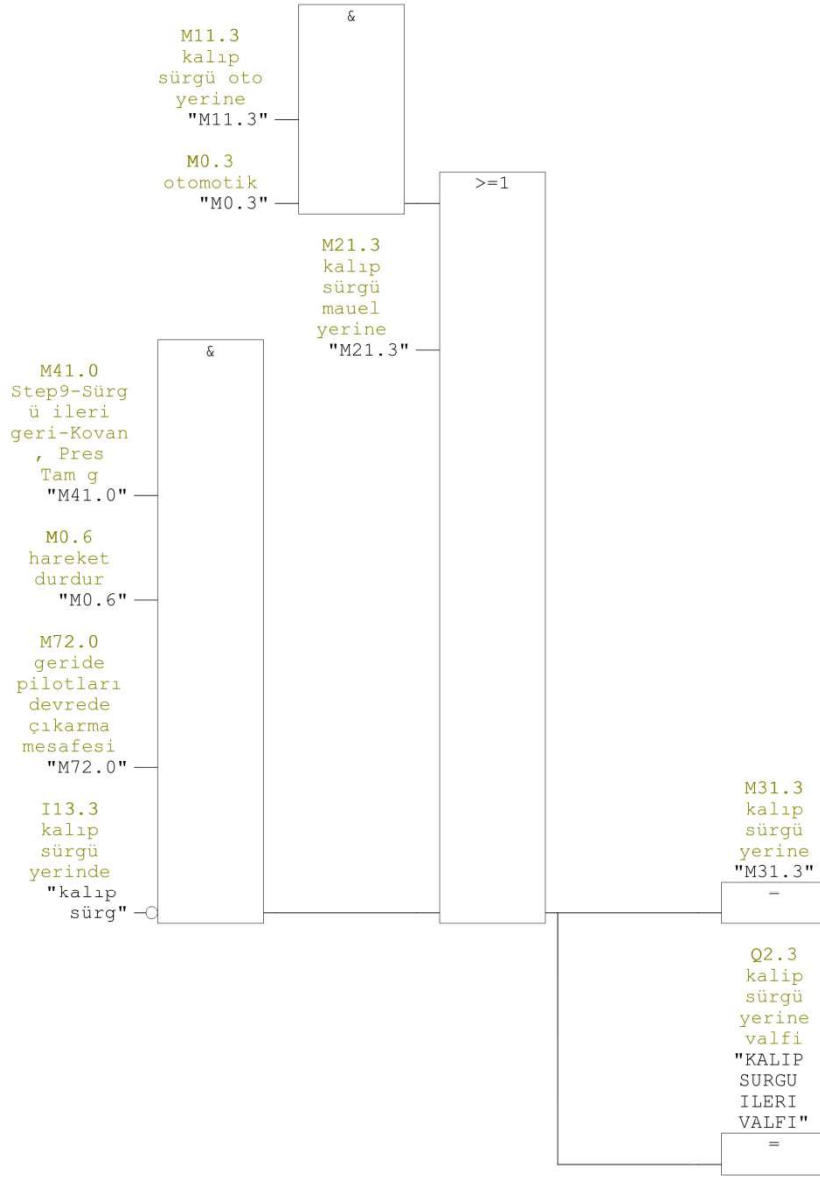 &
M11.3
kalıp
sürgü oto
yerine
"M11.3"
M0.3
otomotik
"M0.3"
>=1
M21.3
kalıp
sürgü
mauel
yerine
"M21.3"
&
M41.0
Step9-Sürg
ü ileri
geri-Kovan
, Pres
Tam g
"M41.0"
M0.6
hareket
durdur
"M0.6"
M72.0
geride
pilotları
devrede
çıkarma
mesafesi
"M72.0"
I13.3
kalıp
sürgü
yerinde
"kalıp
sürg"
M31.3
kalıp
sürgü
yerine
"M31.3"
=
Q2.3
kalip
sürgü
yerine
valfi
"KALIP
SURGU
ILERI
VALFI"
=